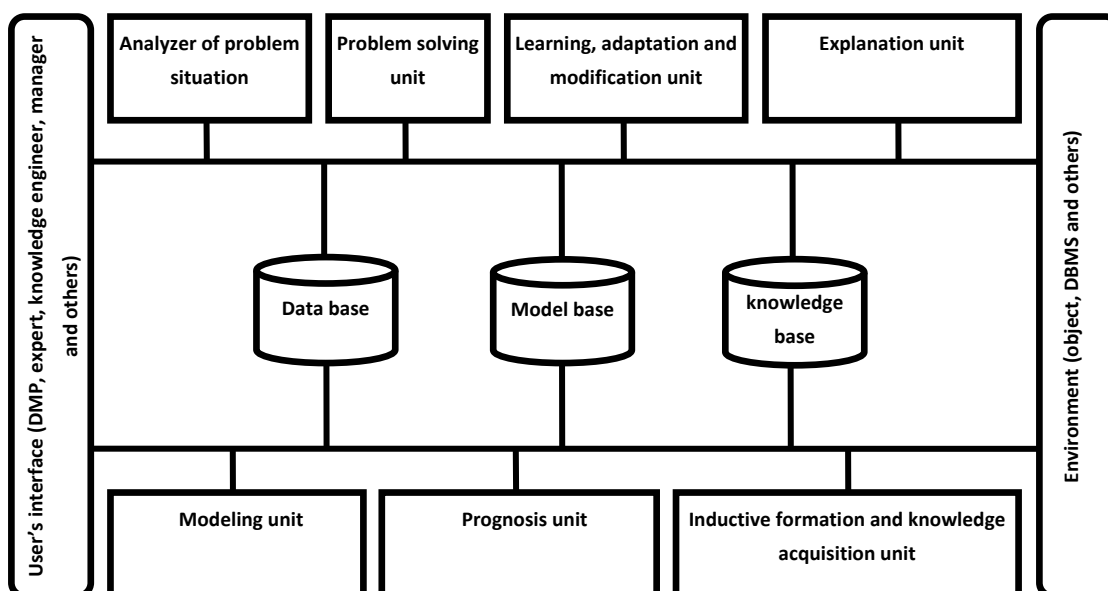 User's interface (DMP, expert, knowledge engineer, manager
and others)
Analyzer of problem
situation
Problem solving
unit
Learning, adaptation and
modification unit
Explanation unit
Data base
Model base
knowledge
base
Modeling unit
Prognosis unit
Inductive formation and knowledge
acquisition unit
Environment (object, DBMS and others)